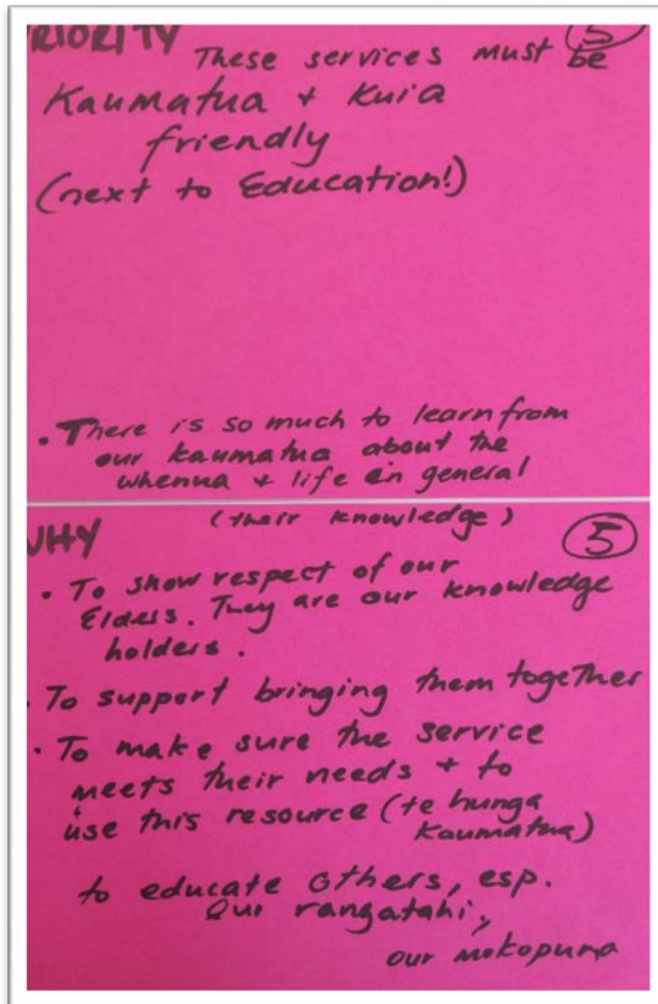 PRIORITY (5)
These services must be
Kaumatua + Kuia
friendly
(next to Education!)
• There is so much to learn from
our kaumatua about the
whenua + life in general
(their knowledge)
WHY (5)
• To show respect of our
Elders. They are our knowledge
holders.
• To support bringing them together
• To make sure the service
meets their needs + to
use this resource (te hunga
Kaumatua)
to educate others, esp.
Our rangatahi,
our mokopuna